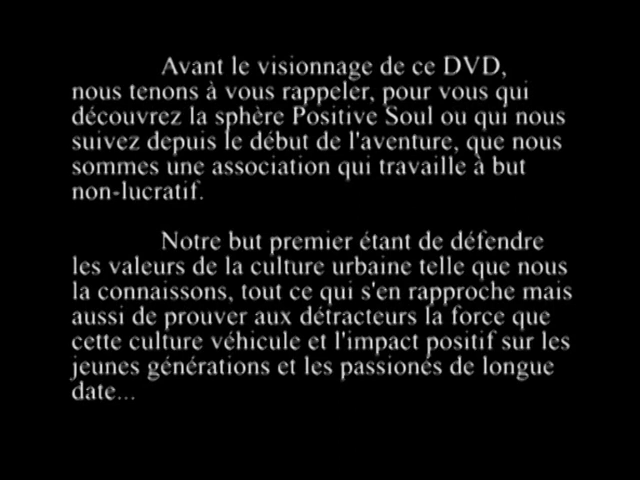 Avant le visionnage de ce DVD,
nous tenons à vous rappeler, pour vous qui
découvrez la sphère Positive Soul ou qui nous
suivez depuis le début de l'aventure, que nous
sommes une association qui travaille à but
non-lucratif.
Notre but premier étant de défendre
les valeurs de la culture urbaine telle que nous
la connaissons, tout ce qui s'en rapproche mais
aussi de prouver aux détracteurs la force que
cette culture véhicule et l'impact positif sur les
jeunes générations et les passionés de longue
date...